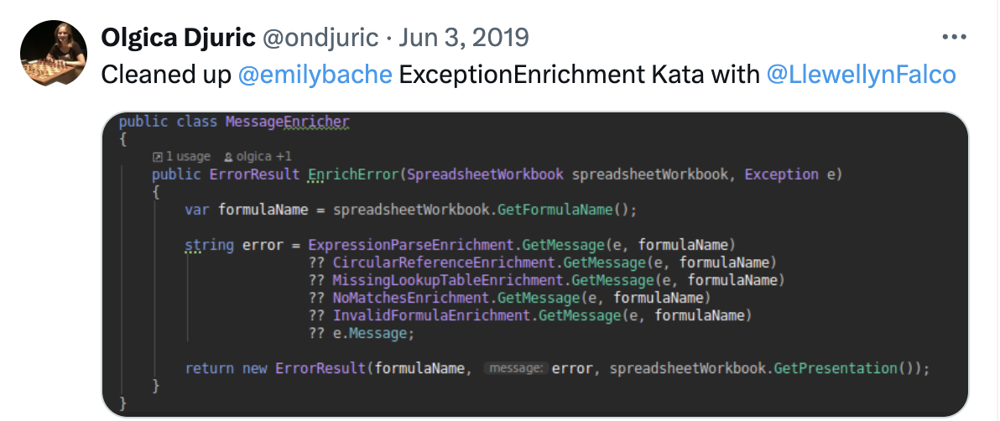 Olgica Djuric @ondjuric · Jun 3, 2019
Cleaned up @emilybache ExceptionEnrichment Kata with @LlewellynFalco
public class MessageEnricher
{
1 usage olgica +1
public ErrorResult EnrichError(SpreadsheetWorkbook spreadsheetWorkbook, Exception e)
{
var formulaName = spreadsheetWorkbook.GetFormulaName();
string error = ExpressionParseEnrichment.GetMessage(e, formulaName)
?? CircularReferenceEnrichment.GetMessage(e, formulaName)
?? MissingLookupTableEnrichment.GetMessage(e, formulaName)
?? NoMatchesEnrichment.GetMessage(e, formulaName)
?? InvalidFormulaEnrichment.GetMessage(e, formulaName)
?? e.Message;
return new ErrorResult(formulaName, message: error, spreadsheetWorkbook.GetPresentation());
}
}